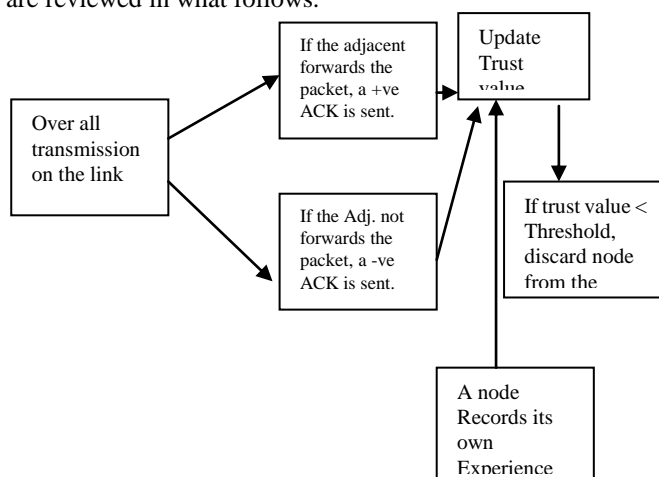 are reviewed in what follows.
If the adjacent
forwards the
packet, a +ve
ACK is sent.
Update
Trust
value
Over all
transmission
on the link
If the Adj. not
forwards the
packet, a -ve
ACK is sent.
If trust value <
Threshold,
discard node
from the
A node
Records its
own
Experience